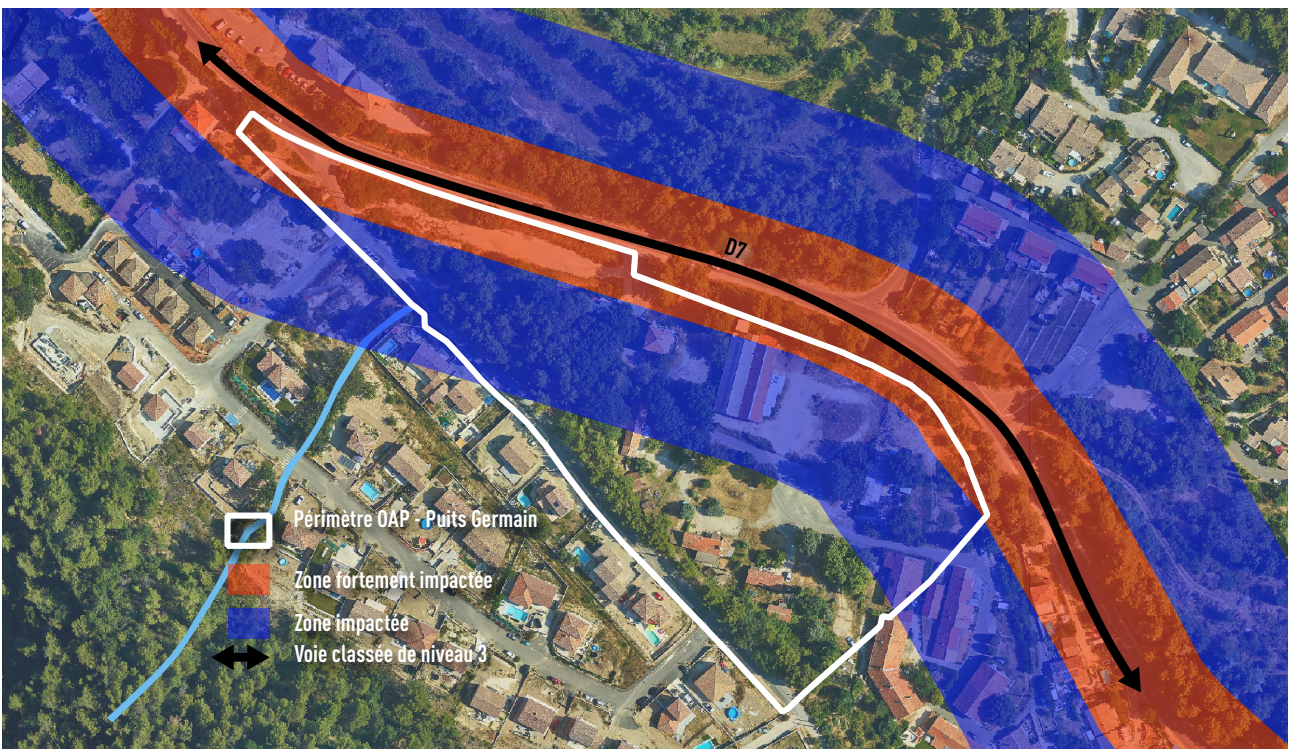 D7
Périmètre OAP - Puits Germain
Zone fortement impactée
Zone impactée
Voie classée de niveau 3